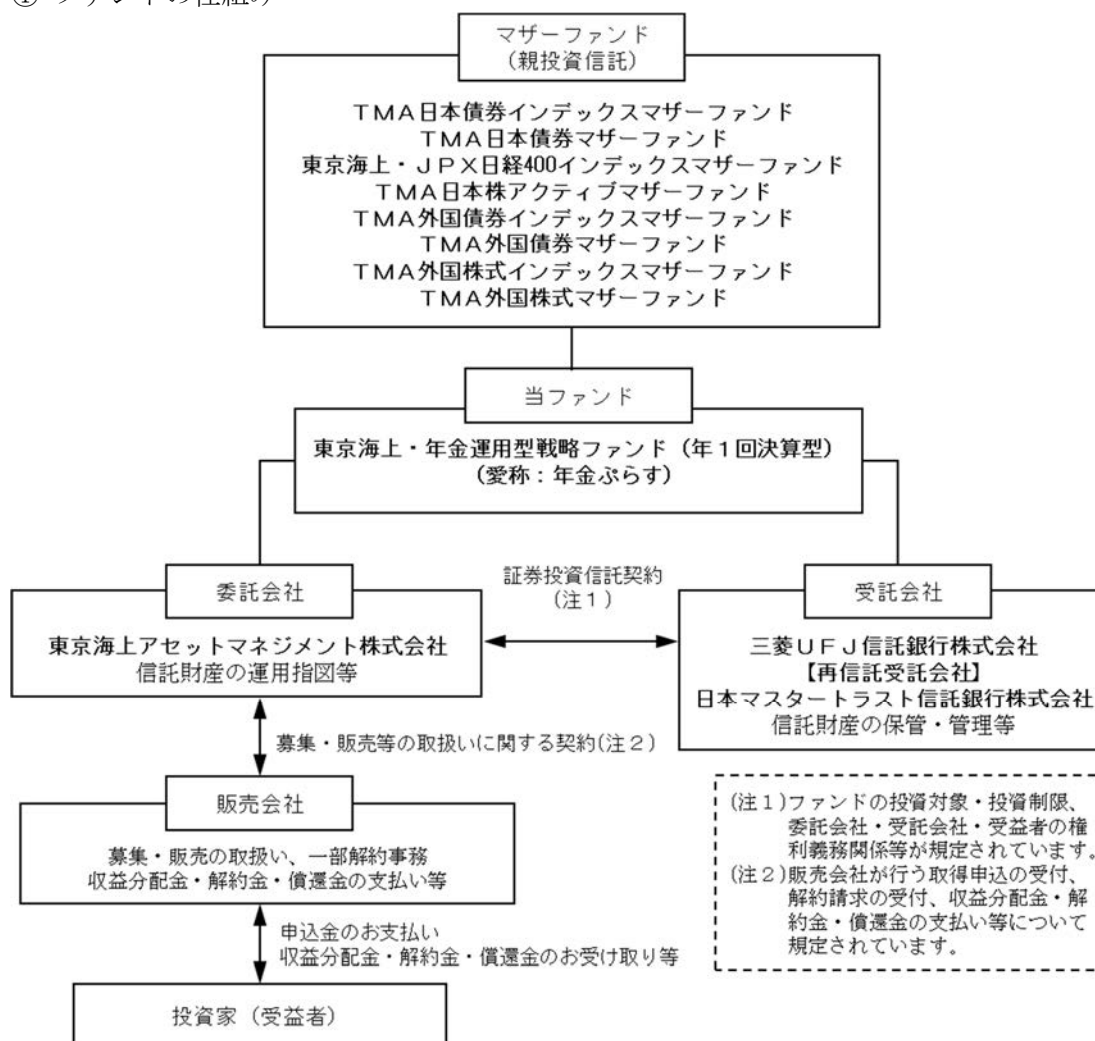 ① ファンドの仕組み
マザーファンド
(親投資信託)
ＴＭＡ日本債券インデックスマザーファンド
ＴＭＡ日本債券マザーファンド
東京海上・ＪＰＸ日経400インデックスマザーファンド
ＴＭＡ日本株アクティブマザーファンド
ＴＭＡ外国債券インデックスマザーファンド
ＴＭＡ外国債券マザーファンド
ＴＭＡ外国株式インデックスマザーファンド
ＴＭＡ外国株式マザーファンド
当ファンド
東京海上・年金運用型戦略ファンド（年１回決算型）
(愛称：年金ぷらす)
委託会社
東京海上アセットマネジメント株式会社
信託財産の運用指図等
証券投資信託契約
(注１)
受託会社
三菱ＵＦＪ信託銀行株式会社
【再信託受託会社】
日本マスタートラスト信託銀行株式会社
信託財産の保管・管理等
募集・販売等の取扱いに関する契約(注２)
販売会社
募集・販売の取扱い、一部解約事務
収益分配金・解約金・償還金の支払い等
申込金のお支払い
収益分配金・解約金・償還金のお受け取り等
投資家（受益者）
(注１)ファンドの投資対象・投資制限、
委託会社・受託会社・受益者の権
利義務関係等が規定されています。
(注２)販売会社が行う取得申込の受付、
解約請求の受付、収益分配金・解
約金・償還金の支払い等について
規定されています。